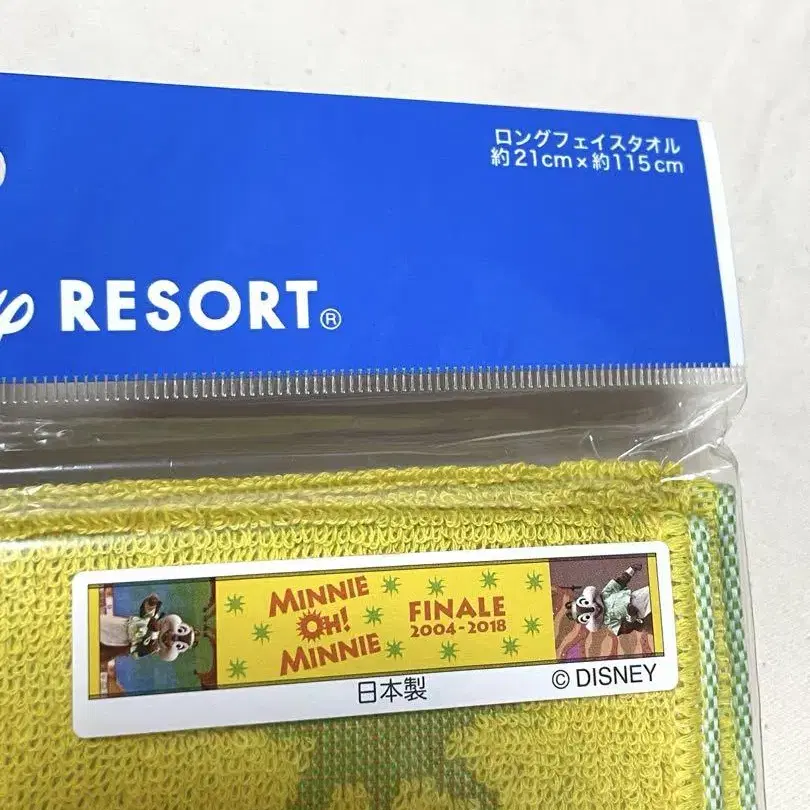 ロングフェイスタオル
約21cm×約115cm
RESORT®
MINNIE
OH!
MINNIE
FINALE
2004-2018
日本製
© DISNEY